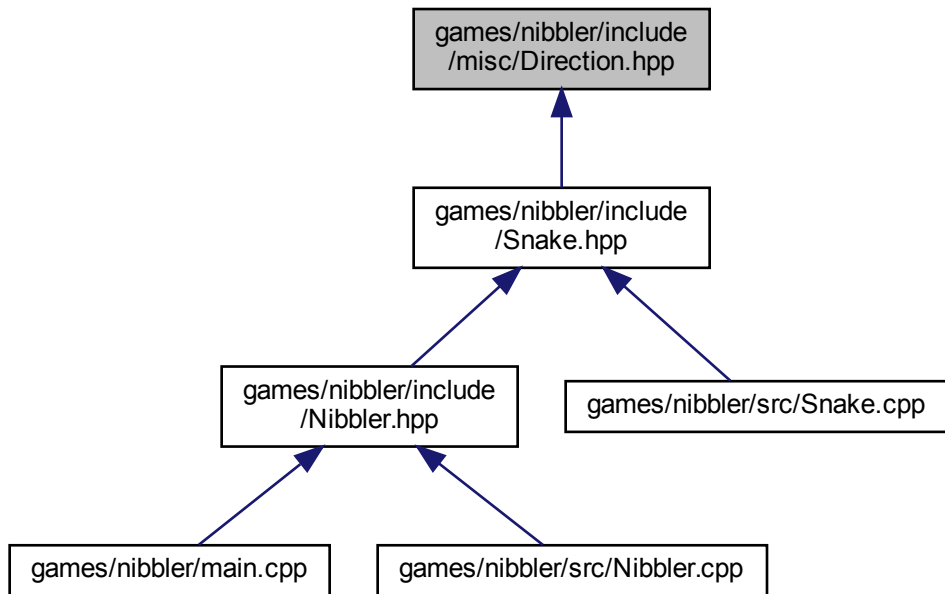 games/nibbler/include
/misc/Direction.hpp
games/nibbler/include
/Snake.hpp
games/nibbler/include
/Nibbler.hpp
games/nibbler/src/Snake.cpp
games/nibbler/main.cpp
games/nibbler/src/Nibbler.cpp